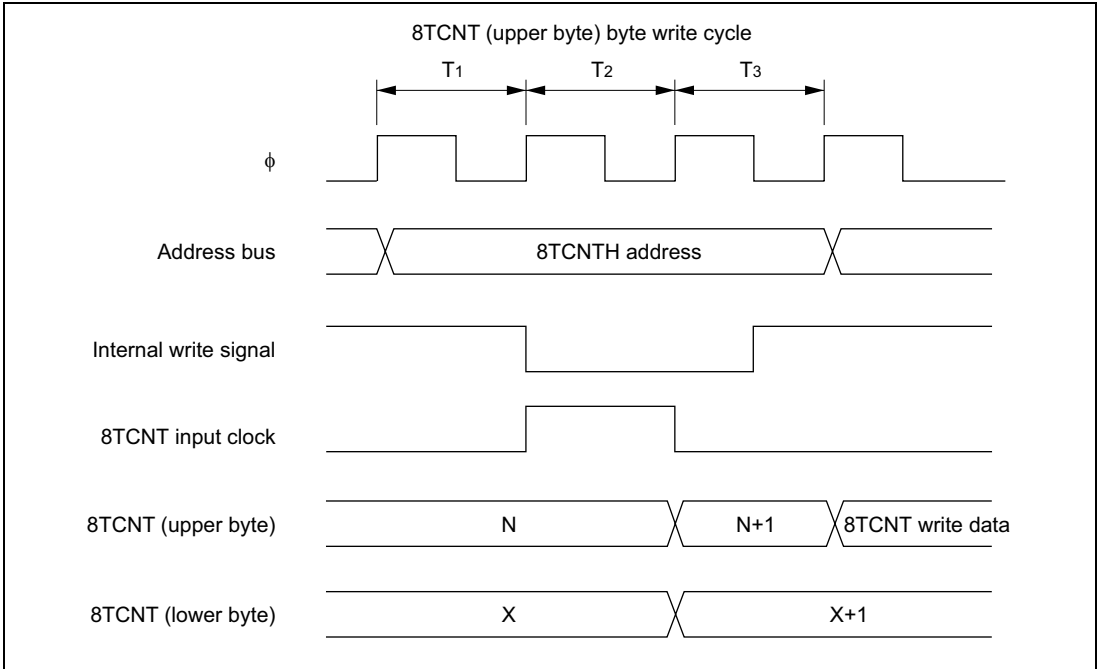 8TCNT (upper byte) byte write cycle
T1 T2 T3
ϕ
Address bus 8TCNTH address
Internal write signal
8TCNT input clock
8TCNT (upper byte) N N+1 8TCNT write data
8TCNT (lower byte) X X+1